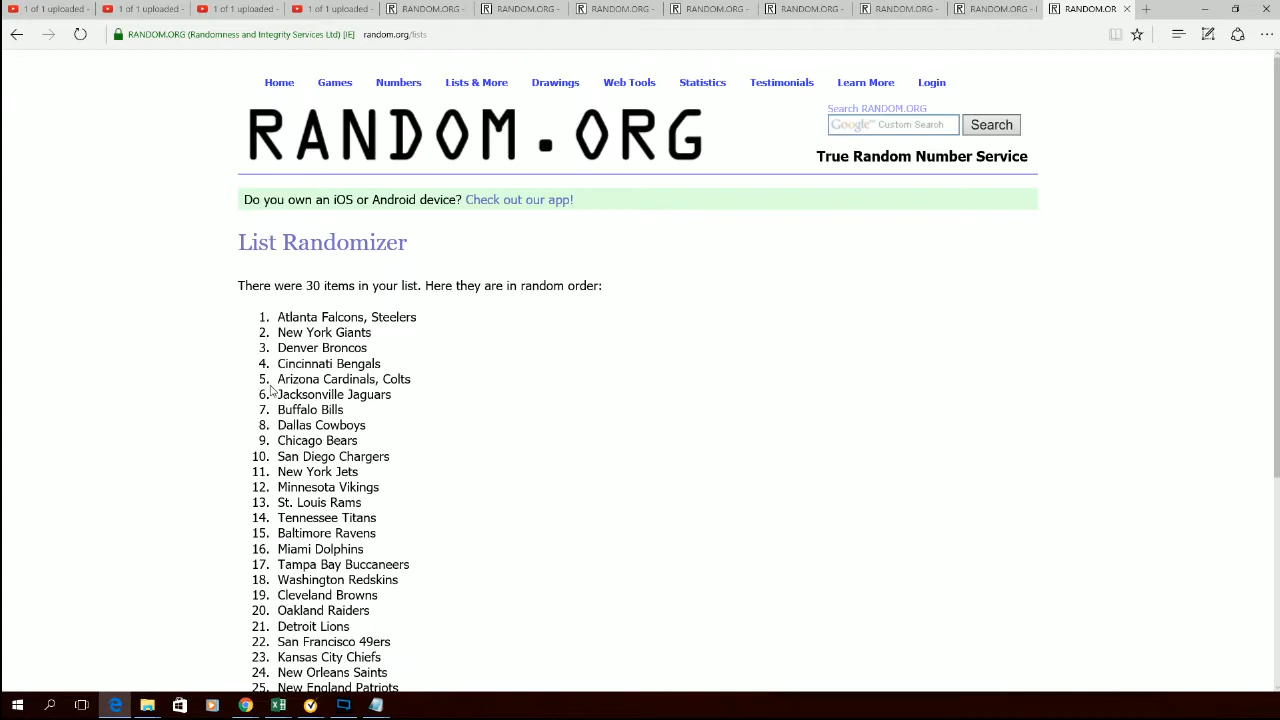 1 of 1 uploaded -
1 of 1 uploaded -
1 of 1 uploaded -
1 of 1 uploaded -
RANDOM.ORG -
RANDOM.ORG -
RANDOM.ORG -
RANDOM.ORG -
RANDOM.ORG -
RANDOM.ORG -
RANDOM.ORG - I
RANDOM.OR
RANDOM.ORG (Randomness and Integrity Services Ltd) [IE] random.org/lists
Home Games Numbers Lists & More Drawings Web Tools Statistics Testimonials Learn More Login
RANDOM.ORG
Search RANDOM.ORG
Google™ Custom Search Search
True Random Number Service
Do you own an iOS or Android device? Check out our app!
List Randomizer
There were 30 items in your list. Here they are in random order:
1. Atlanta Falcons, Steelers
2. New York Giants
3. Denver Broncos
4. Cincinnati Bengals
5. Arizona Cardinals, Colts
6. Jacksonville Jaguars
7. Buffalo Bills
8. Dallas Cowboys
9. Chicago Bears
10. San Diego Chargers
11. New York Jets
12. Minnesota Vikings
13. St. Louis Rams
14. Tennessee Titans
15. Baltimore Ravens
16. Miami Dolphins
17. Tampa Bay Buccaneers
18. Washington Redskins
19. Cleveland Browns
20. Oakland Raiders
21. Detroit Lions
22. San Francisco 49ers
23. Kansas City Chiefs
24. New Orleans Saints
25. New England Patriots